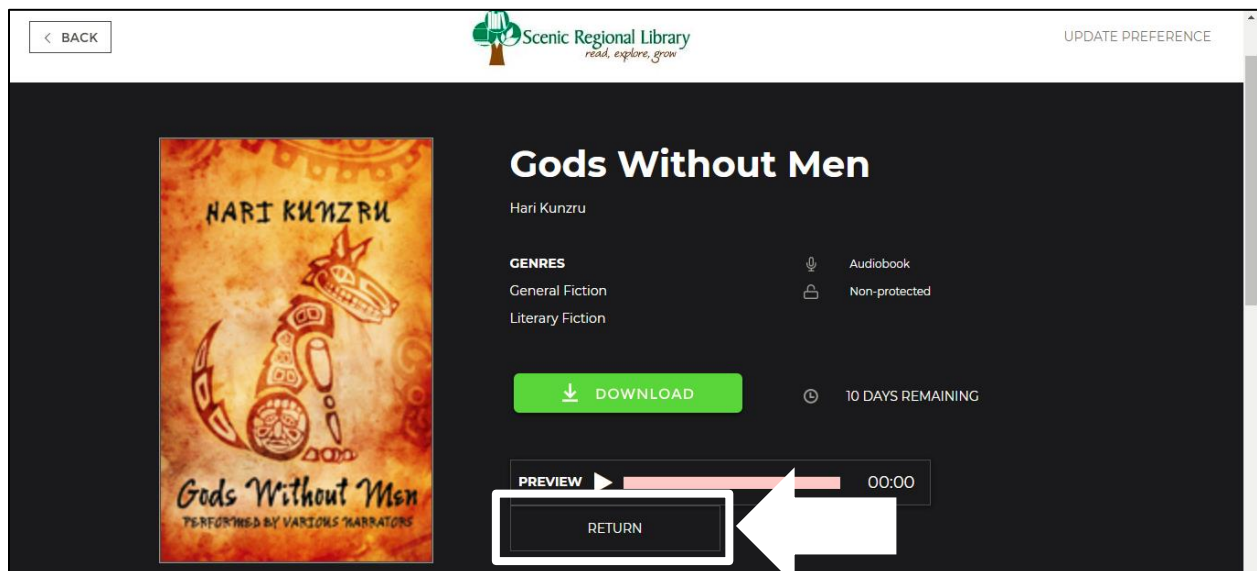 BACK
Scenic Regional Library
read, explore, grow
UPDATE PREFERENCE
HARI KUNZRU
Gods Without Men
PERFORMED BY VARIOUS NARRATORS
Gods Without Men
Hari Kunzru
GENRES
General Fiction
Literary Fiction
Audiobook
Non-protected
DOWNLOAD
10 DAYS REMAINING
PREVIEW 00:00
RETURN